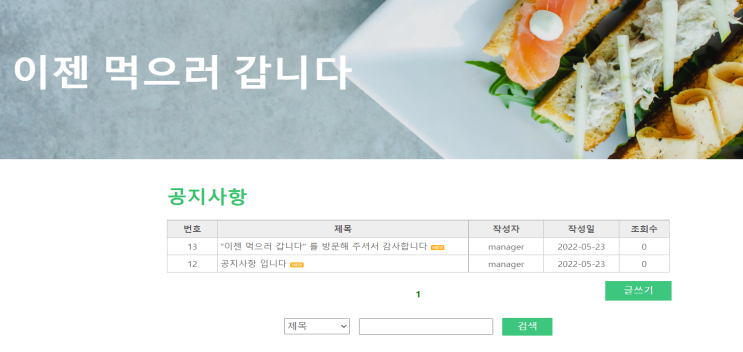 이젠 먹으러 갑니다
공지사항
번호 제목 작성자 작성일 조회수
13 "이젠 먹으러 갑니다" 를 방문해 주셔서 감사합니다 NEW manager 2022-05-23 0
12 공지사항 입니다 NEW manager 2022-05-23 0
1
글쓰기
제목 검색